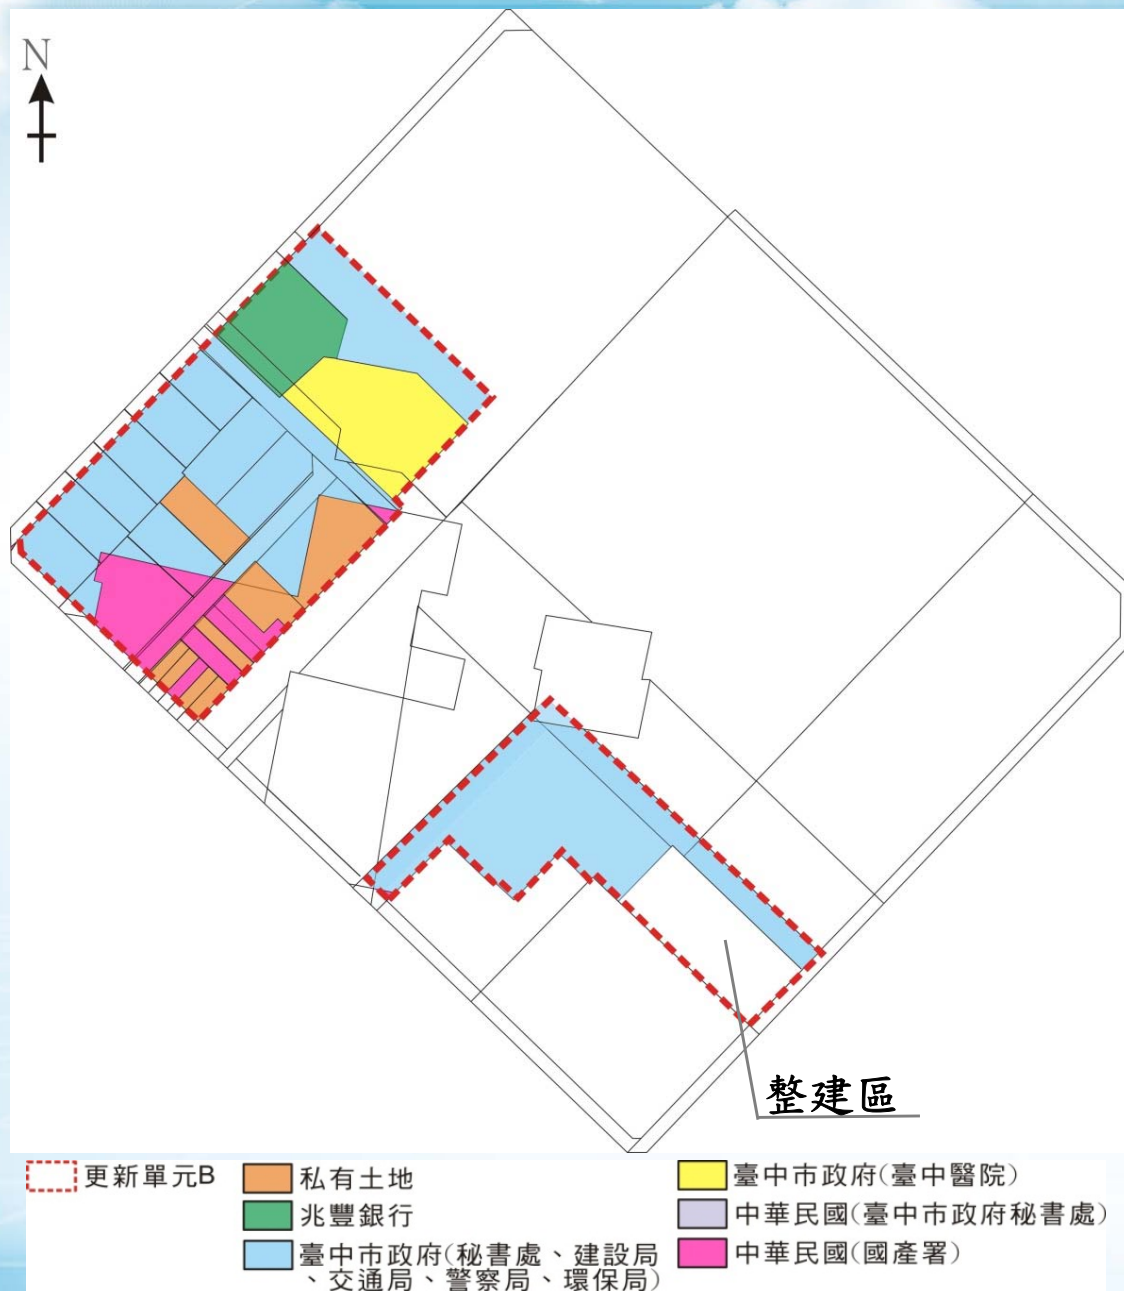 N
整建區
更新單元B
私有土地
兆豐銀行
臺中市政府(秘書處、建設局
、交通局、警察局、環保局)
臺中市政府(臺中醫院)
中華民國(臺中市政府秘書處)
中華民國(國產署)